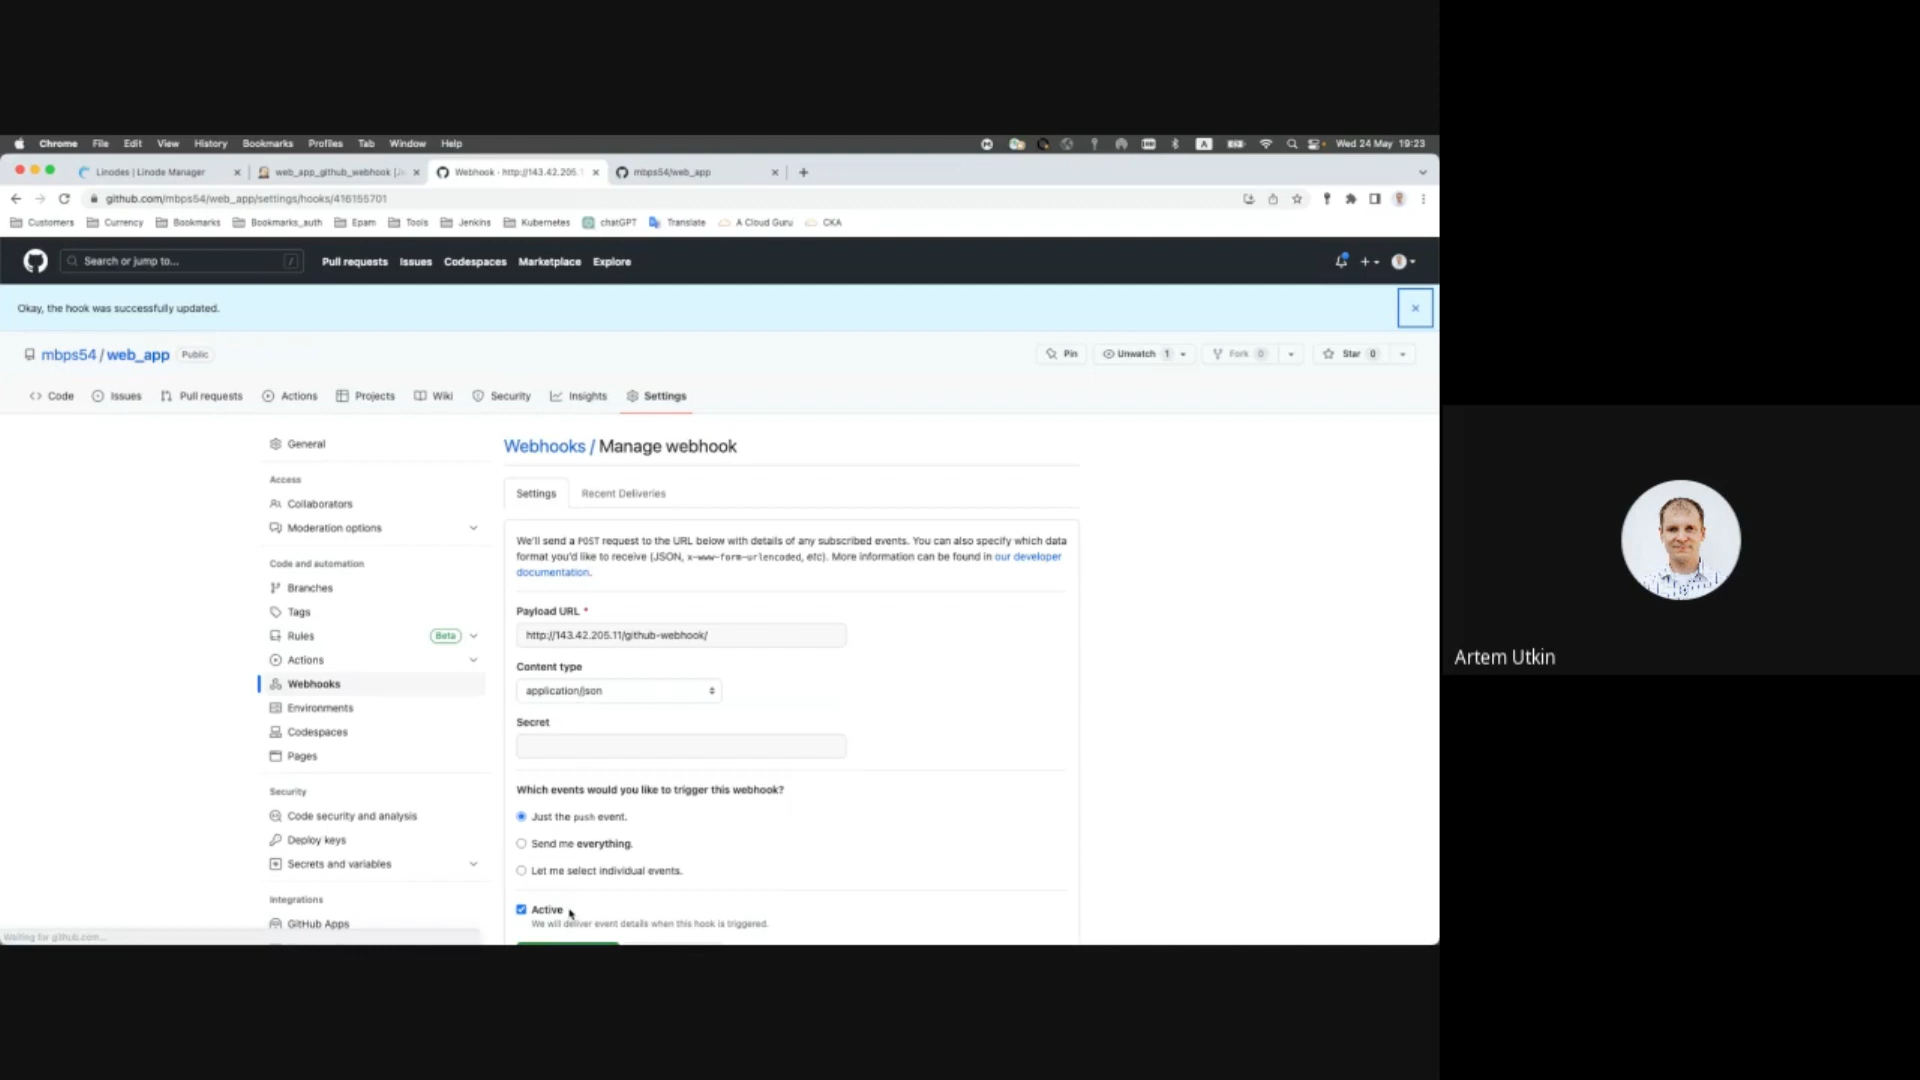 Chrome File Edit View History Bookmarks Profiles Tab Window Help
A
Wed 24 May 19:23
Linodes | Linode Manager
web_app_github_webhook
Webhook - http://143.42.205.1
mbps54/web_app
github.com/mbps54/web_app/settings/hooks/416155701
Customers Currency Bookmarks Bookmarks_auth Epam Tools Jenkins Kubernetes chatGPT Translate A Cloud Guru CKA
Search or jump to...
/
Pull requests Issues Codespaces Marketplace Explore
Okay, the hook was successfully updated.
mbps54 / web_app Public
Pin
Unwatch 1
Fork 0
Star 0
Code Issues Pull requests Actions Projects Wiki Security Insights Settings
General
Access
Collaborators
Moderation options
Code and automation
Branches
Tags
Rules Beta
Actions
Webhooks
Environments
Codespaces
Pages
Security
Code security and analysis
Deploy keys
Secrets and variables
Integrations
GitHub Apps
Waiting for github.com...
Webhooks / Manage webhook
Settings Recent Deliveries
We'll send a POST request to the URL below with details of any subscribed events. You can also specify which data
format you'd like to receive (JSON, x-www-form-urlencoded, etc). More information can be found in our developer
documentation.
Payload URL *
http://143.42.205.11/github-webhook/
Content type
application/json
Secret
Which events would you like to trigger this webhook?
Just the push event.
Send me everything.
Let me select individual events.
Active
We will deliver event details when this hook is triggered.
Artem Utkin